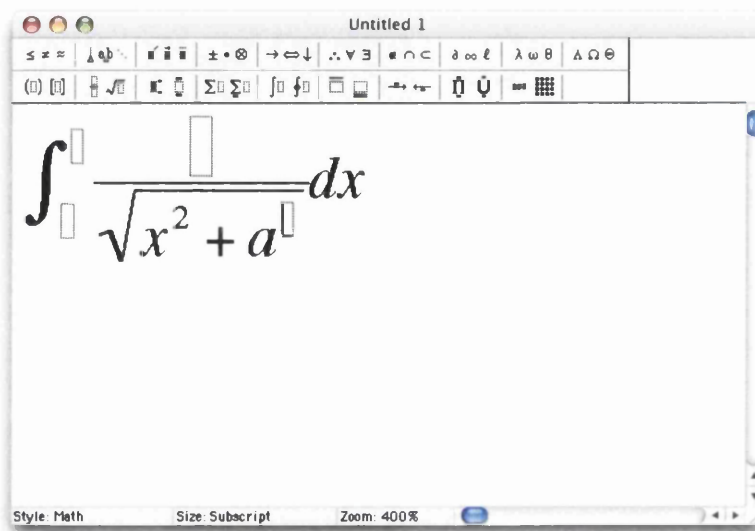 Untitled 1
≤ ≠ ≈ ± • ⊗ → ⇔ ↓ ∴ ∀ ∃ ∉ ∩ ⊂ ∂ ∞ ℓ λ ω θ Λ Ω Θ
∫ x² + a dx
Style: Math Size: Subscript Zoom: 400%